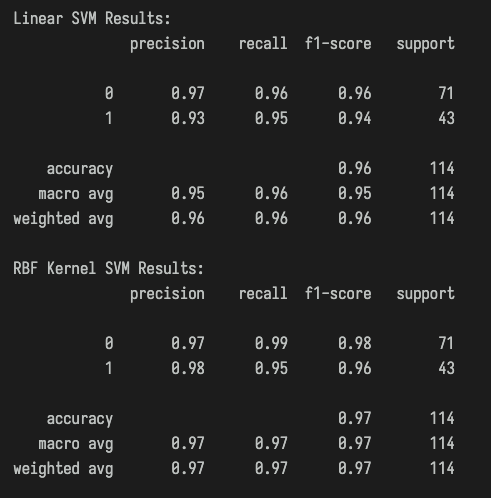 Linear SVM Results:
              precision    recall  f1-score   support

           0       0.97      0.96      0.96        71
           1       0.93      0.95      0.94        43

    accuracy                           0.96       114
   macro avg       0.95      0.96      0.95       114
weighted avg       0.96      0.96      0.96       114

RBF Kernel SVM Results:
              precision    recall  f1-score   support

           0       0.97      0.99      0.98        71
           1       0.98      0.95      0.96        43

    accuracy                           0.97       114
   macro avg       0.97      0.97      0.97       114
weighted avg       0.97      0.97      0.97       114